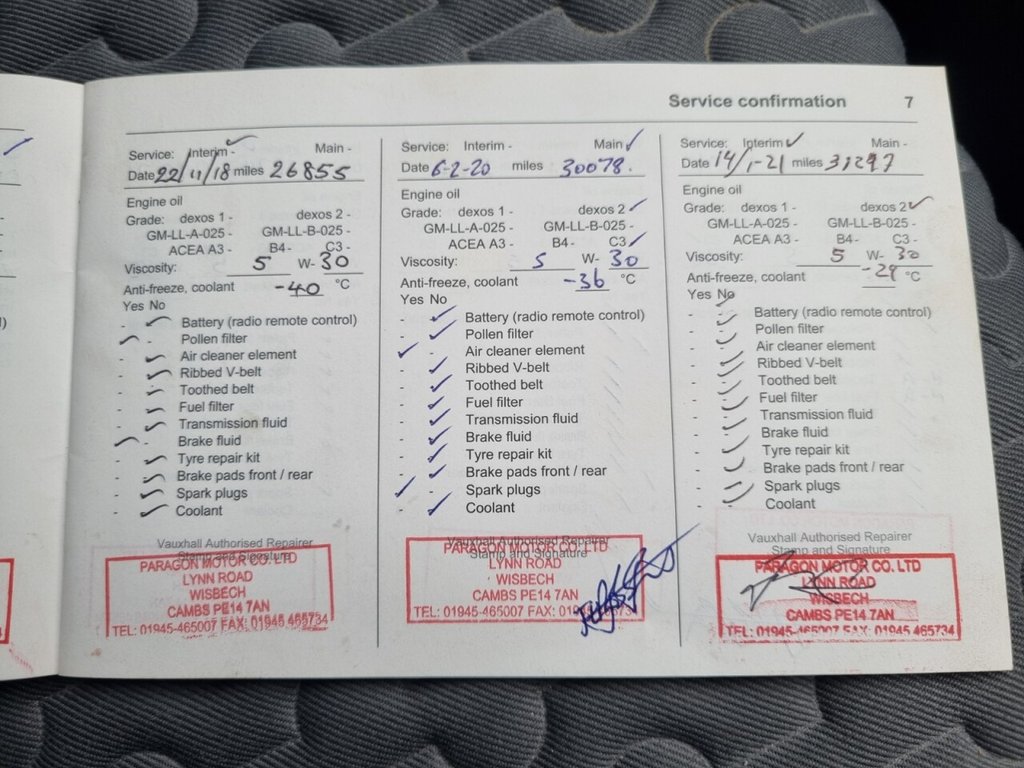 Service confirmation 7
Service: Interim - ✓ Main -
Date 22/11/18 miles 26855
Engine oil
Grade: dexos 1 - dexos 2 -
GM-LL-A-025 - GM-LL-B-025 -
ACEA A3 - B4 - C3 -
Viscosity: 5 W- 30
Anti-freeze, coolant -40 °C
Yes No
- ✓ Battery (radio remote control)
✓ - Pollen filter
- ✓ Air cleaner element
- ✓ Ribbed V-belt
- ✓ Toothed belt
- ✓ Fuel filter
- ✓ Transmission fluid
✓ - Brake fluid
- ✓ Tyre repair kit
- ✓ Brake pads front / rear
- ✓ Spark plugs
- ✓ Coolant
Vauxhall Authorised Repairer
Stamp and Signature
PARAGON MOTOR CO. LTD
LYNN ROAD
WISBECH
CAMBS PE14 7AN
TEL: 01945-465007 FAX: 01945 465734
Service: Interim - Main ✓
Date 6-2-20 miles 30078.
Engine oil
Grade: dexos 1 - dexos 2 - ✓
GM-LL-A-025 - GM-LL-B-025 -
ACEA A3 - B4 - C3 ✓
Viscosity: 5 W- 30
Anti-freeze, coolant -36 °C
Yes No
- ✓ Battery (radio remote control)
- ✓ Pollen filter
✓ - Air cleaner element
- ✓ Ribbed V-belt
- ✓ Toothed belt
- ✓ Fuel filter
- ✓ Transmission fluid
- ✓ Brake fluid
- ✓ Tyre repair kit
- ✓ Brake pads front / rear
✓ - Spark plugs
- ✓ Coolant
Vauxhall Authorised Repairer
Stamp and Signature
PARAGON MOTOR CO. LTD
LYNN ROAD
WISBECH
CAMBS PE14 7AN
TEL: 01945-465007 FAX:
Service: Interim ✓ Main -
Date 14/1-21 miles
Engine oil
Grade: dexos 1 - dexos 2 ✓
GM-LL-A-025 - GM-LL-B-025 -
ACEA A3 - B4 - C3 -
Viscosity: 5 W- 30
Anti-freeze, coolant -29 °C
Yes No
- ✓ Battery (radio remote control)
- ✓ Pollen filter
- ✓ Air cleaner element
- ✓ Ribbed V-belt
- ✓ Toothed belt
- ✓ Fuel filter
- ✓ Transmission fluid
- ✓ Brake fluid
- ✓ Tyre repair kit
- ✓ Brake pads front / rear
- ✓ Spark plugs
- ✓ Coolant
Vauxhall Authorised Repairer
Stamp and Signature
PARAGON MOTOR CO. LTD
LYNN ROAD
WISBECH
CAMBS PE14 7AN
TEL: 01945-465007 FAX: 01945 465734